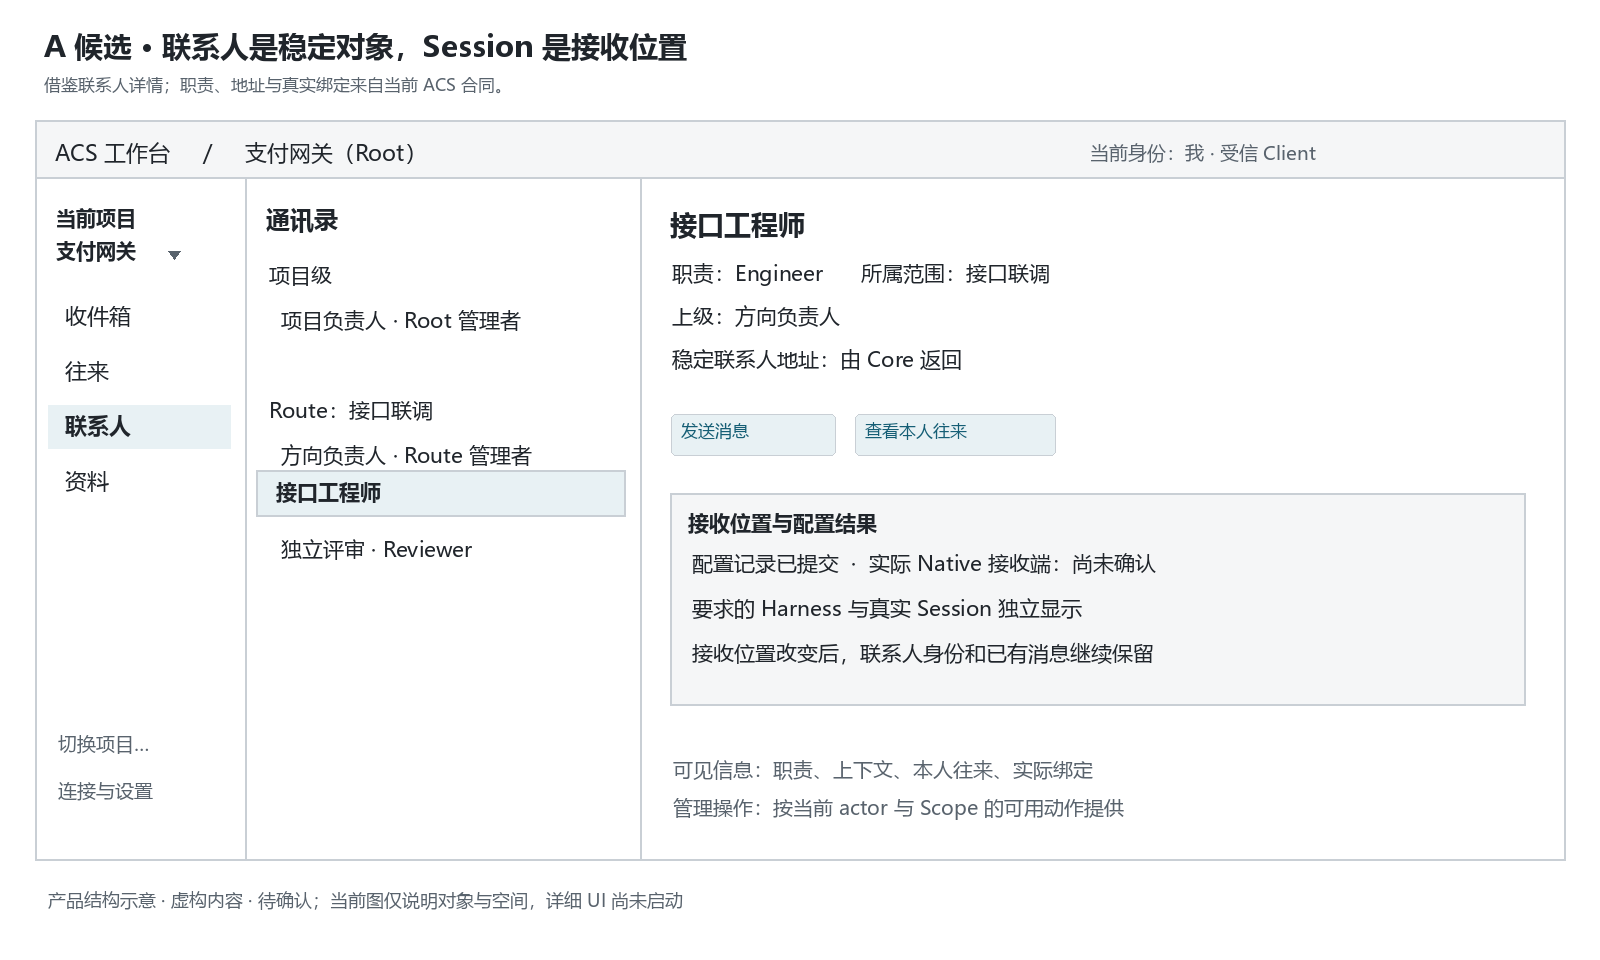 A 候选 • 联系人是稳定对象，Session 是接收位置
借鉴联系人详情；职责、地址与真实绑定来自当前 ACS 合同。
ACS 工作台 / 支付网关（Root） 当前身份：我 · 受信 Client
当前项目
支付网关
收件箱
往来
联系人
资料
切换项目...
连接与设置
通讯录
项目级
项目负责人 · Root 管理者
Route：接口联调
方向负责人 · Route 管理者
接口工程师
独立评审 · Reviewer
接口工程师
职责：Engineer 所属范围：接口联调
上级：方向负责人
稳定联系人地址：由 Core 返回
发送消息 查看本人往来
接收位置与配置结果
配置记录已提交 · 实际 Native 接收端：尚未确认
要求的 Harness 与真实 Session 独立显示
接收位置改变后，联系人身份和已有消息继续保留
可见信息：职责、上下文、本人往来、实际绑定
管理操作：按当前 actor 与 Scope 的可用动作提供
产品结构示意 · 虚构内容 · 待确认；当前图仅说明对象与空间，详细 UI 尚未启动